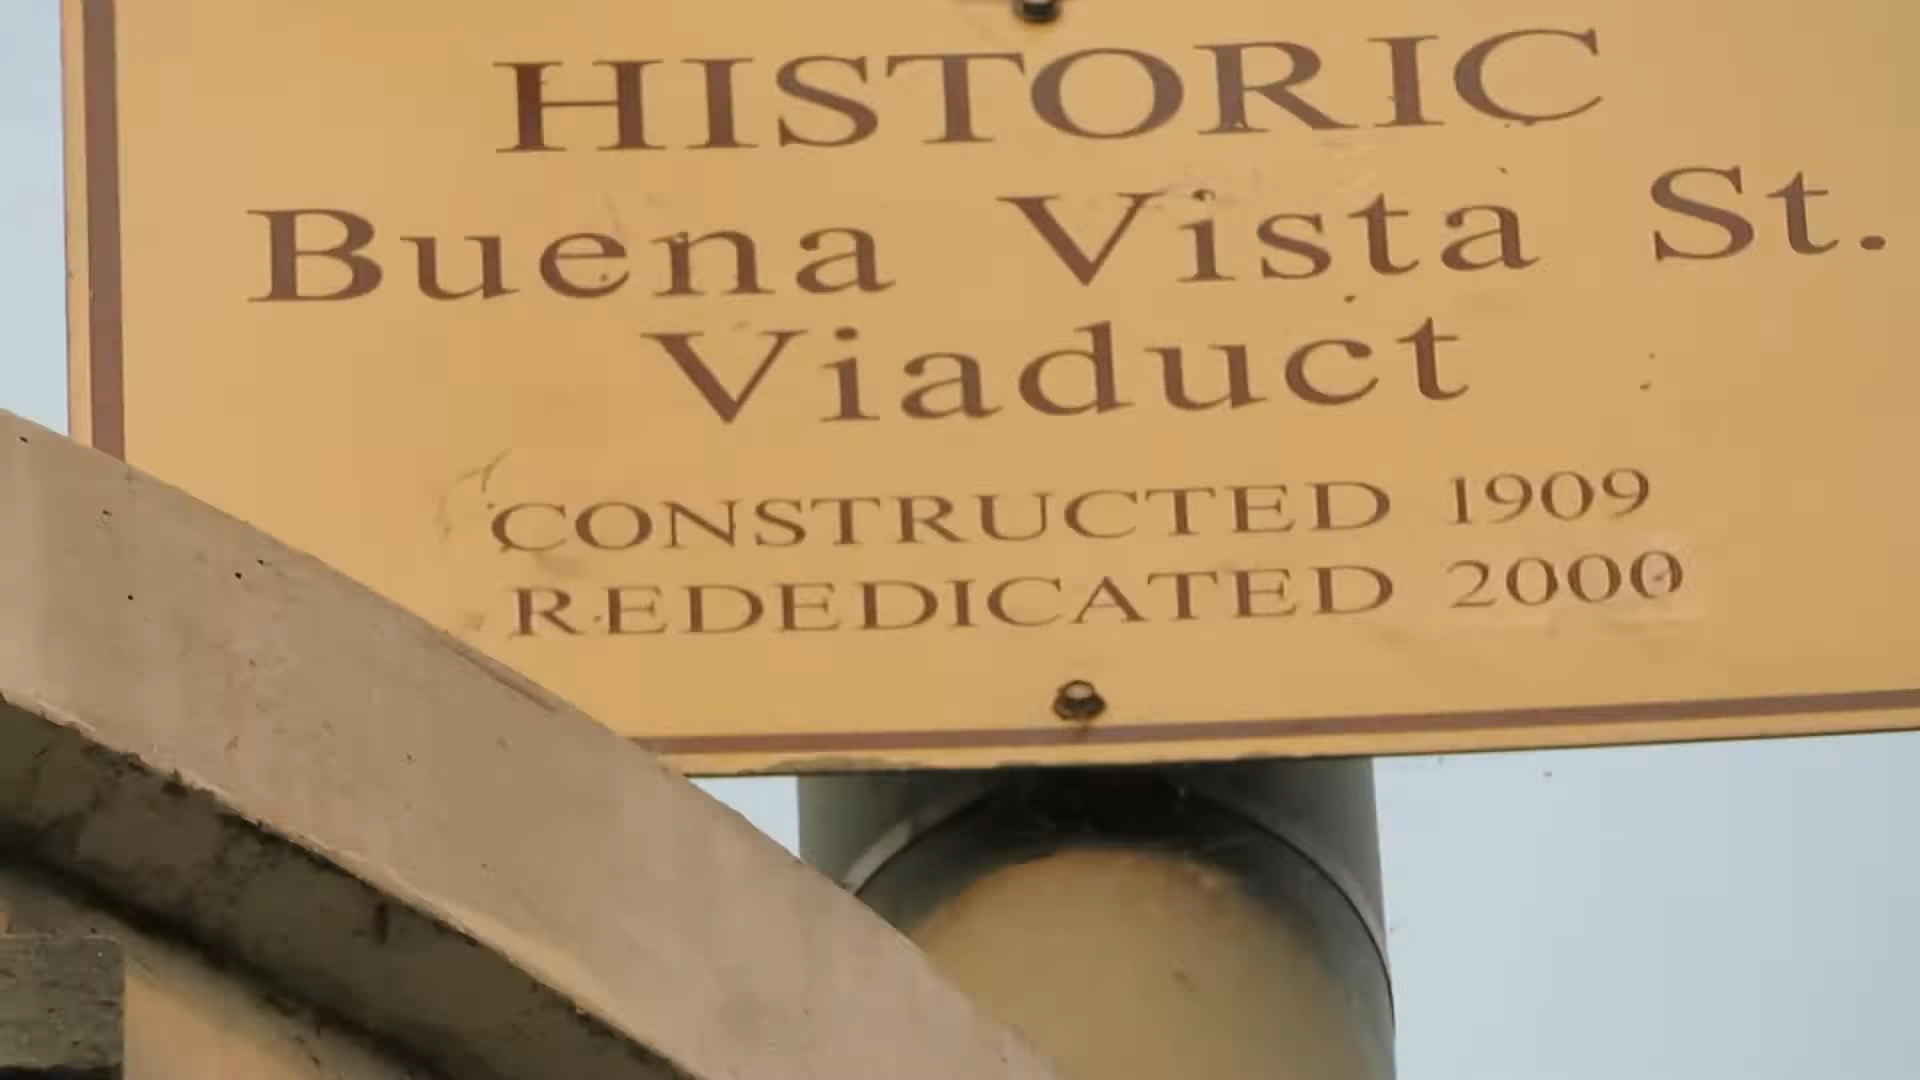 HISTORIC
Buena Vista St.
Viaduct
CONSTRUCTED 1909
REDEDICATED 2000